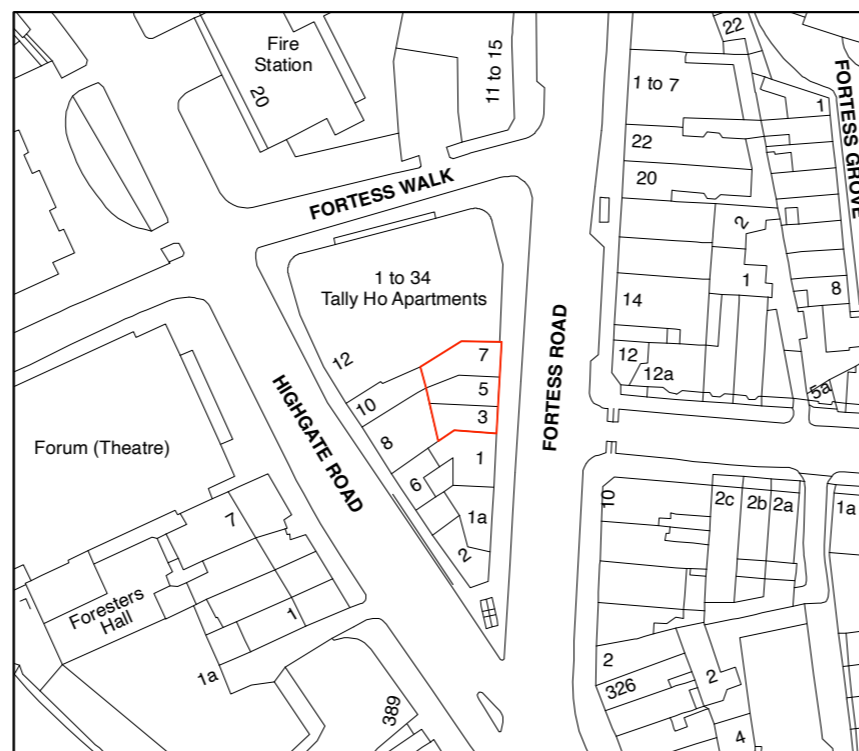 Fire
Station
20
11 to 15
22
1 to 7
22
20
FORTESS GROVE
1
FORTESS WALK
2
1
8
1 to 34
Tally Ho Apartments
14
12
7
12
12a
5a
5
10
3
FORTESS ROAD
HIGHGATE ROAD
Forum (Theatre)
8
1
6
10
2c
2b
2a
1a
7
1a
2
Foresters
Hall
1
1a
2
326
2
389
4